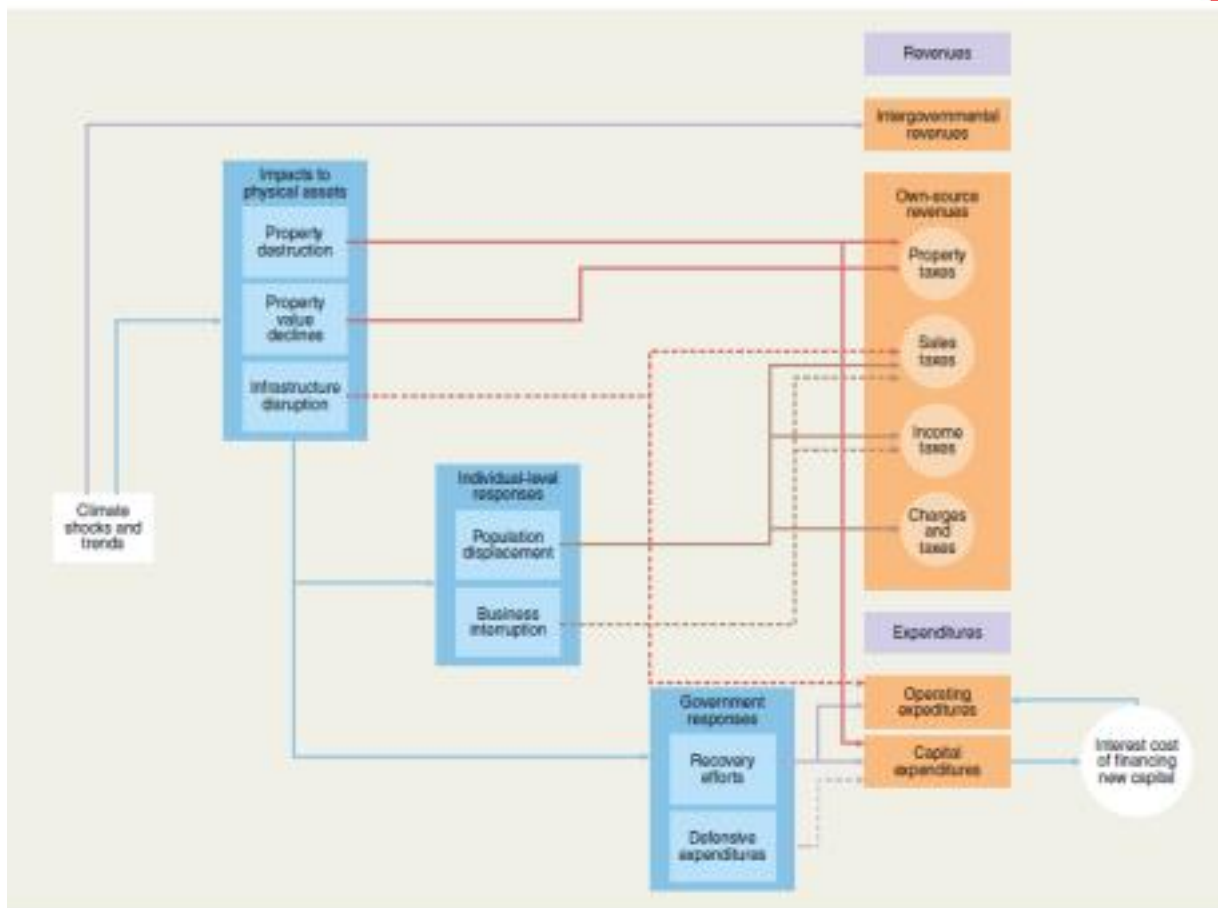 Revenues
Intergovernmental
revenues
Impacts to
physical assets
Property
destruction
Property
value
declines
Infrastructure
disruption
Own-source
revenues
Property
taxes
Sales
taxes
Income
taxes
Charges
and
taxes
Climate
shocks and
trends
Individual-level
responses
Population
displacement
Business
interruption
Expenditures
Government
responses
Recovery
efforts
Defensive
expenditures
Operating
expeditures
Capital
expenditures
Interest cost
of financing
new capital